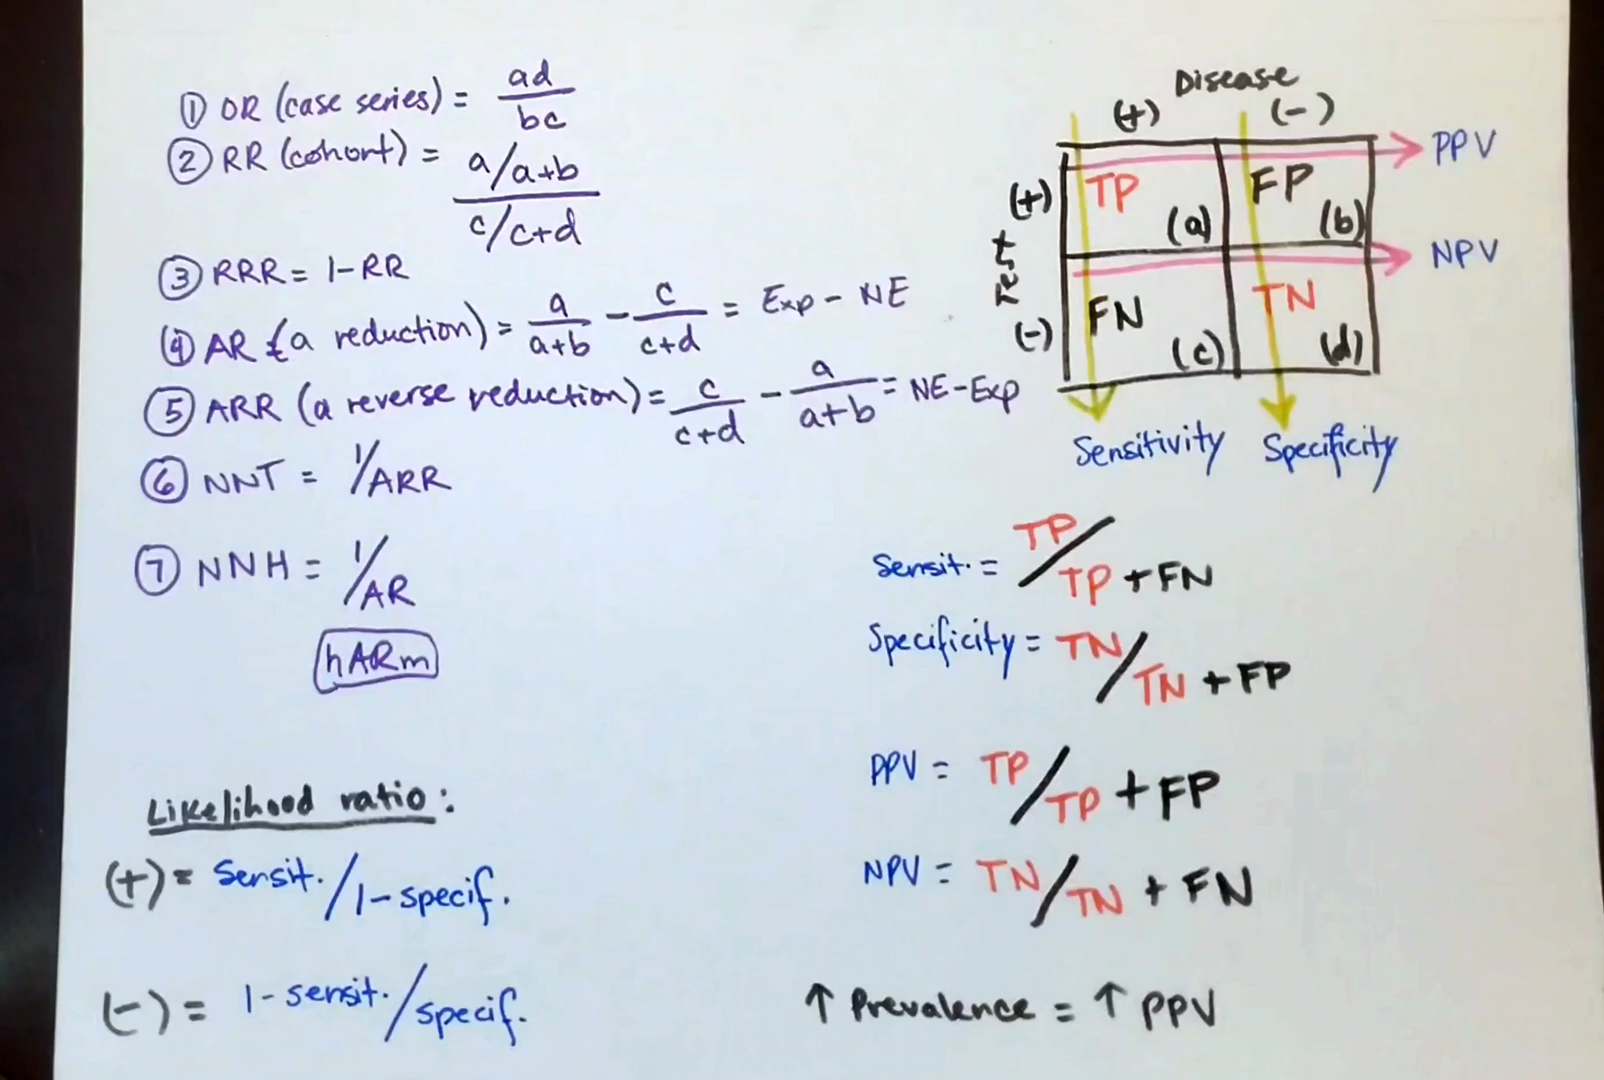 ① OR (case series) = ad / bc
② RR (cohort) = a/a+b / c/c+d
③ RRR = 1-RR
④ AR (a reduction) = a / a+b - c / c+d = Exp - NE
⑤ ARR (a reverse reduction) = c / c+d - a / a+b = NE - Exp
⑥ NNT = 1/ARR
⑦ NNH = 1/AR
hARm
Likelihood ratio:
(+) = Sensit. / 1-specif.
(-) = 1-sensit. / specif.
Disease
(+) (-)
Test
(+) TP (a) FP (b) PPV
(-) FN (c) TN (d) NPV
Sensitivity Specificity
Sensit. = TP / TP + FN
Specificity = TN / TN + FP
PPV = TP / TP + FP
NPV = TN / TN + FN
↑ Prevalence = ↑ PPV